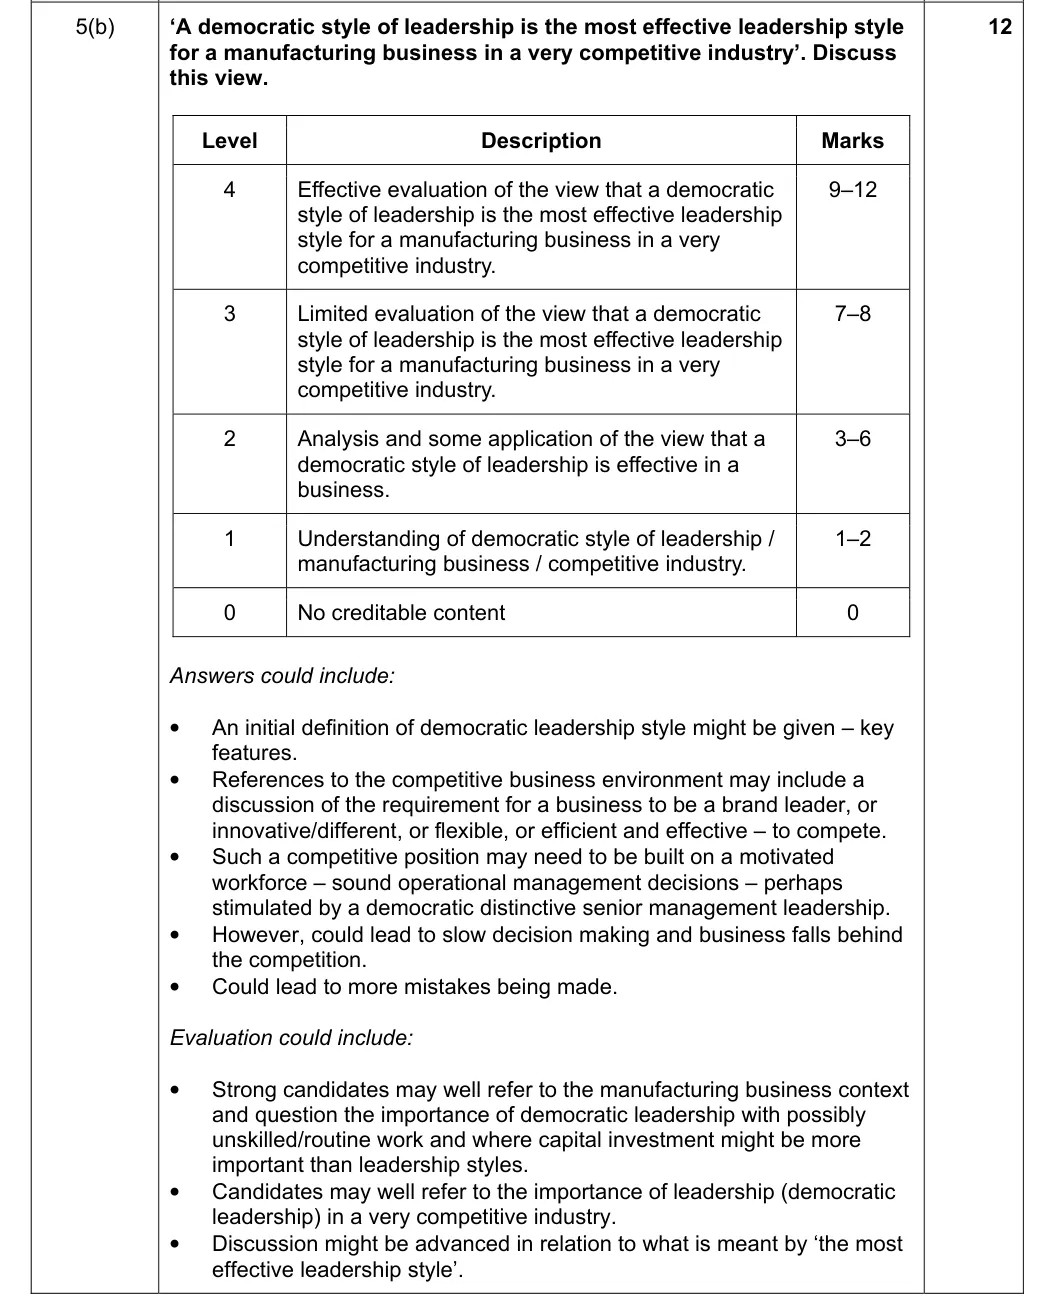 5(b) ‘A democratic style of leadership is the most effective leadership style 12
for a manufacturing business in a very competitive industry’. Discuss
this view.
Level Description Marks
4 Effective evaluation of the view that a democratic 9–12
style of leadership is the most effective leadership
style for a manufacturing business in a very
competitive industry.
3 Limited evaluation of the view that a democratic 7–8
style of leadership is the most effective leadership
style for a manufacturing business in a very
competitive industry.
2 Analysis and some application of the view that a 3–6
democratic style of leadership is effective in a
business.
1 Understanding of democratic style of leadership / 1–2
manufacturing business / competitive industry.
0 No creditable content 0
Answers could include:
• An initial definition of democratic leadership style might be given – key
features.
• References to the competitive business environment may include a
discussion of the requirement for a business to be a brand leader, or
innovative/different, or flexible, or efficient and effective – to compete.
• Such a competitive position may need to be built on a motivated
workforce – sound operational management decisions – perhaps
stimulated by a democratic distinctive senior management leadership.
• However, could lead to slow decision making and business falls behind
the competition.
• Could lead to more mistakes being made.
Evaluation could include:
• Strong candidates may well refer to the manufacturing business context
and question the importance of democratic leadership with possibly
unskilled/routine work and where capital investment might be more
important than leadership styles.
• Candidates may well refer to the importance of leadership (democratic
leadership) in a very competitive industry.
• Discussion might be advanced in relation to what is meant by ‘the most
effective leadership style’.